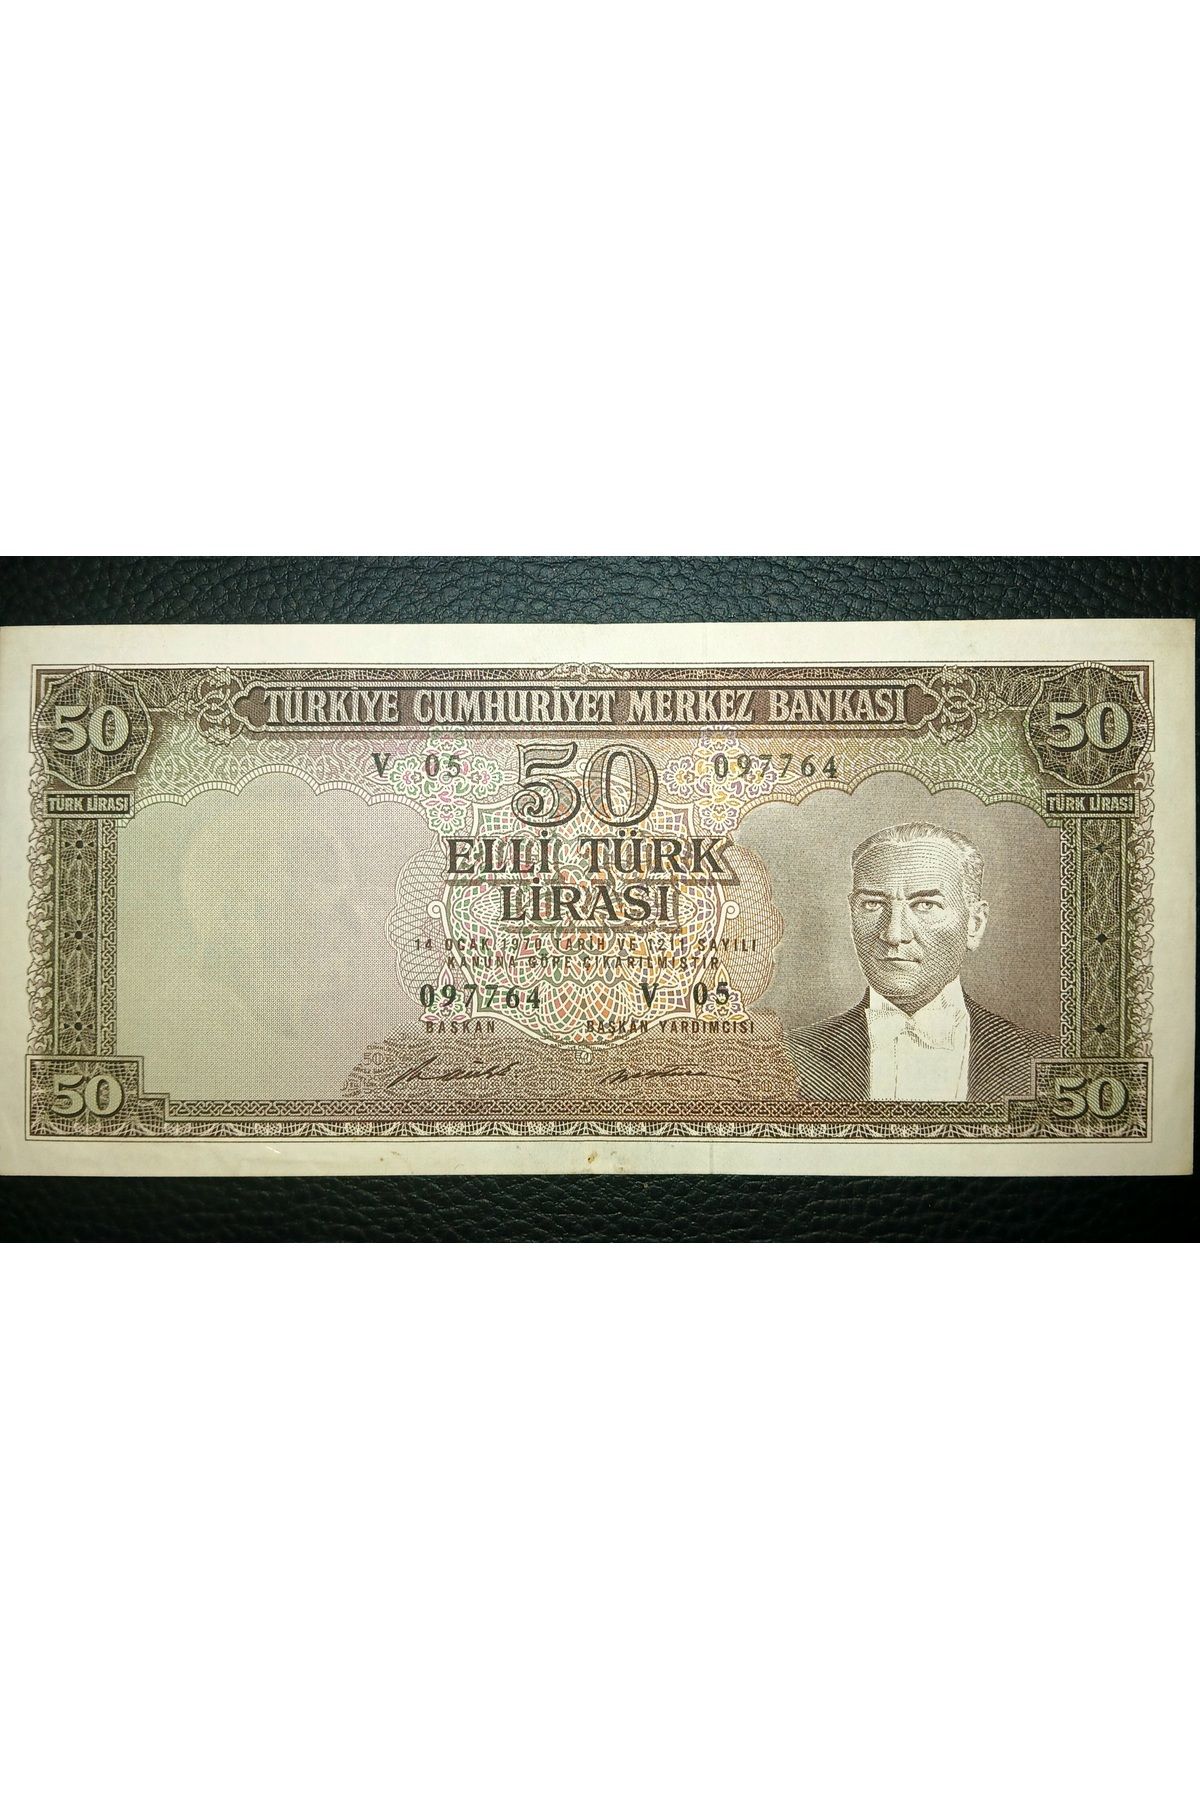 50
TÜRKİYE CUMHURİYET MERKEZ BANKASI
50
V 05
50
097764
TÜRK LİRASI
TÜRK LİRASI
ELLİ TÜRK
LİRASI
14 OCAK 1970 TARİH VE 1211 SAYILI
KANUNA GÖRE ÇIKARILMIŞTIR
097764 V 05
BAŞKAN BAŞKAN YARDIMCISI
50
50